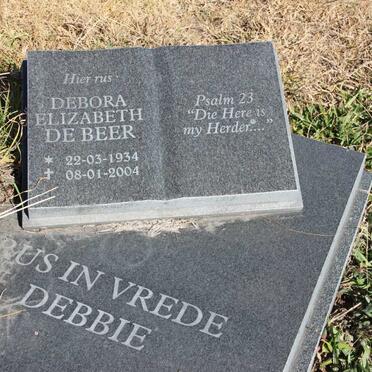 Hier rus
DEBORA
ELIZABETH
DE BEER
* 22-03-1934
✝ 08-01-2004
Psalm 23
"Die Here is
my Herder...."
RUS IN VREDE
DEBBIE